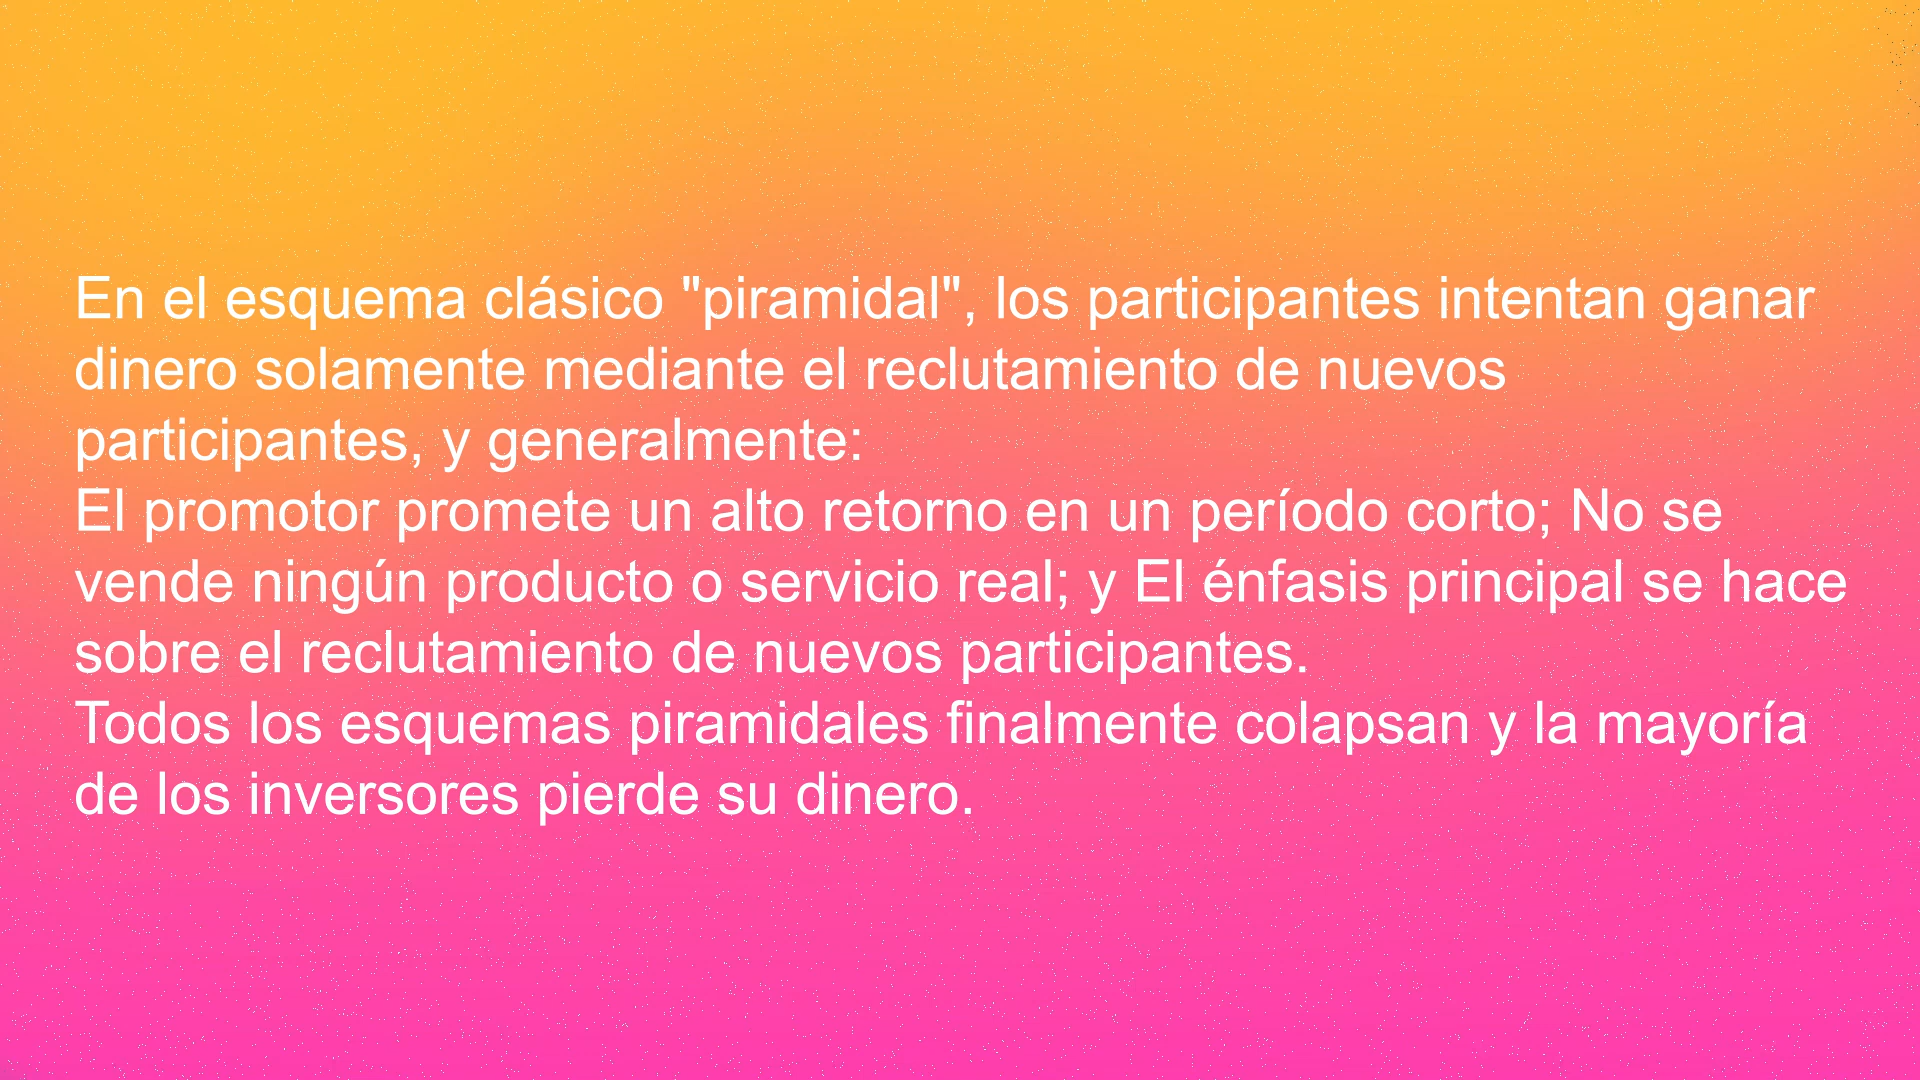 En el esquema clásico "piramidal", los participantes intentan ganar
dinero solamente mediante el reclutamiento de nuevos
participantes, y generalmente:
El promotor promete un alto retorno en un período corto; No se
vende ningún producto o servicio real; y El énfasis principal se hace
sobre el reclutamiento de nuevos participantes.
Todos los esquemas piramidales finalmente colapsan y la mayoría
de los inversores pierde su dinero.